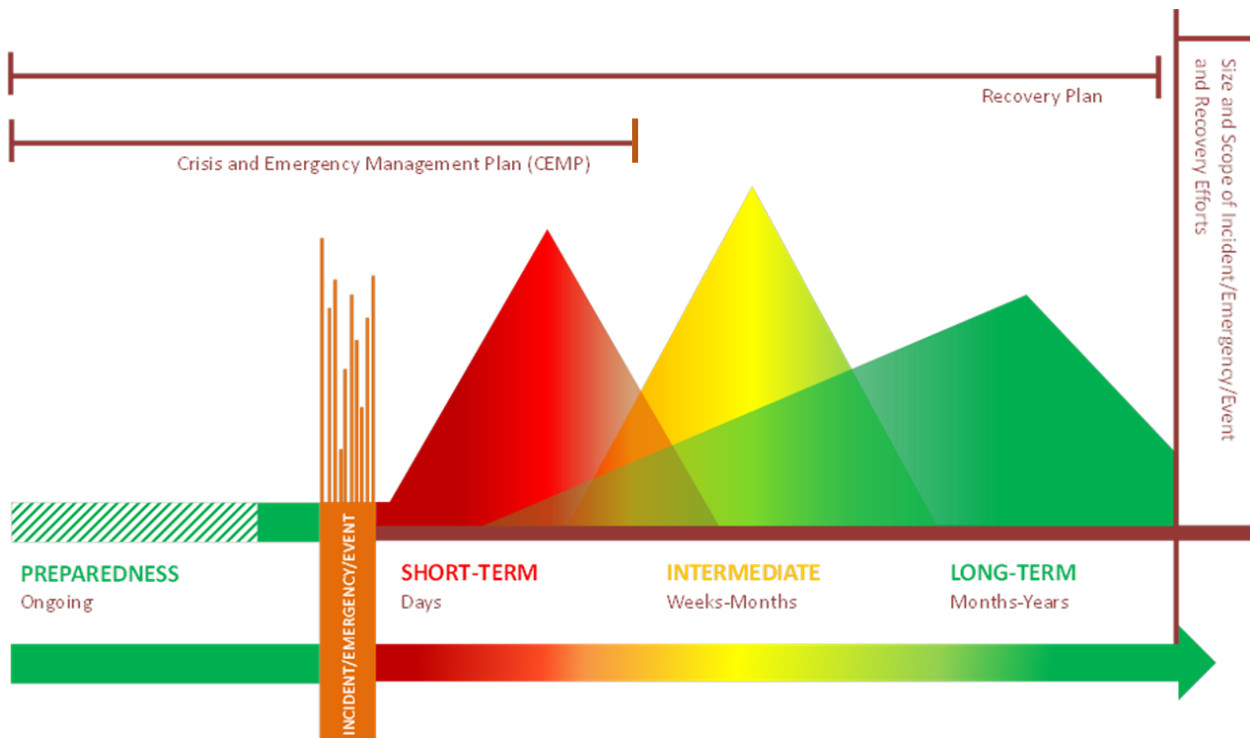 Recovery Plan
Crisis and Emergency Management Plan (CEMP)
Size and Scope of Incident/Emergency/Event
and Recovery Efforts
INCIDENT/EMERGENCY/EVENT
PREPAREDNESS
Ongoing
SHORT-TERM
Days
INTERMEDIATE
Weeks-Months
LONG-TERM
Months-Years